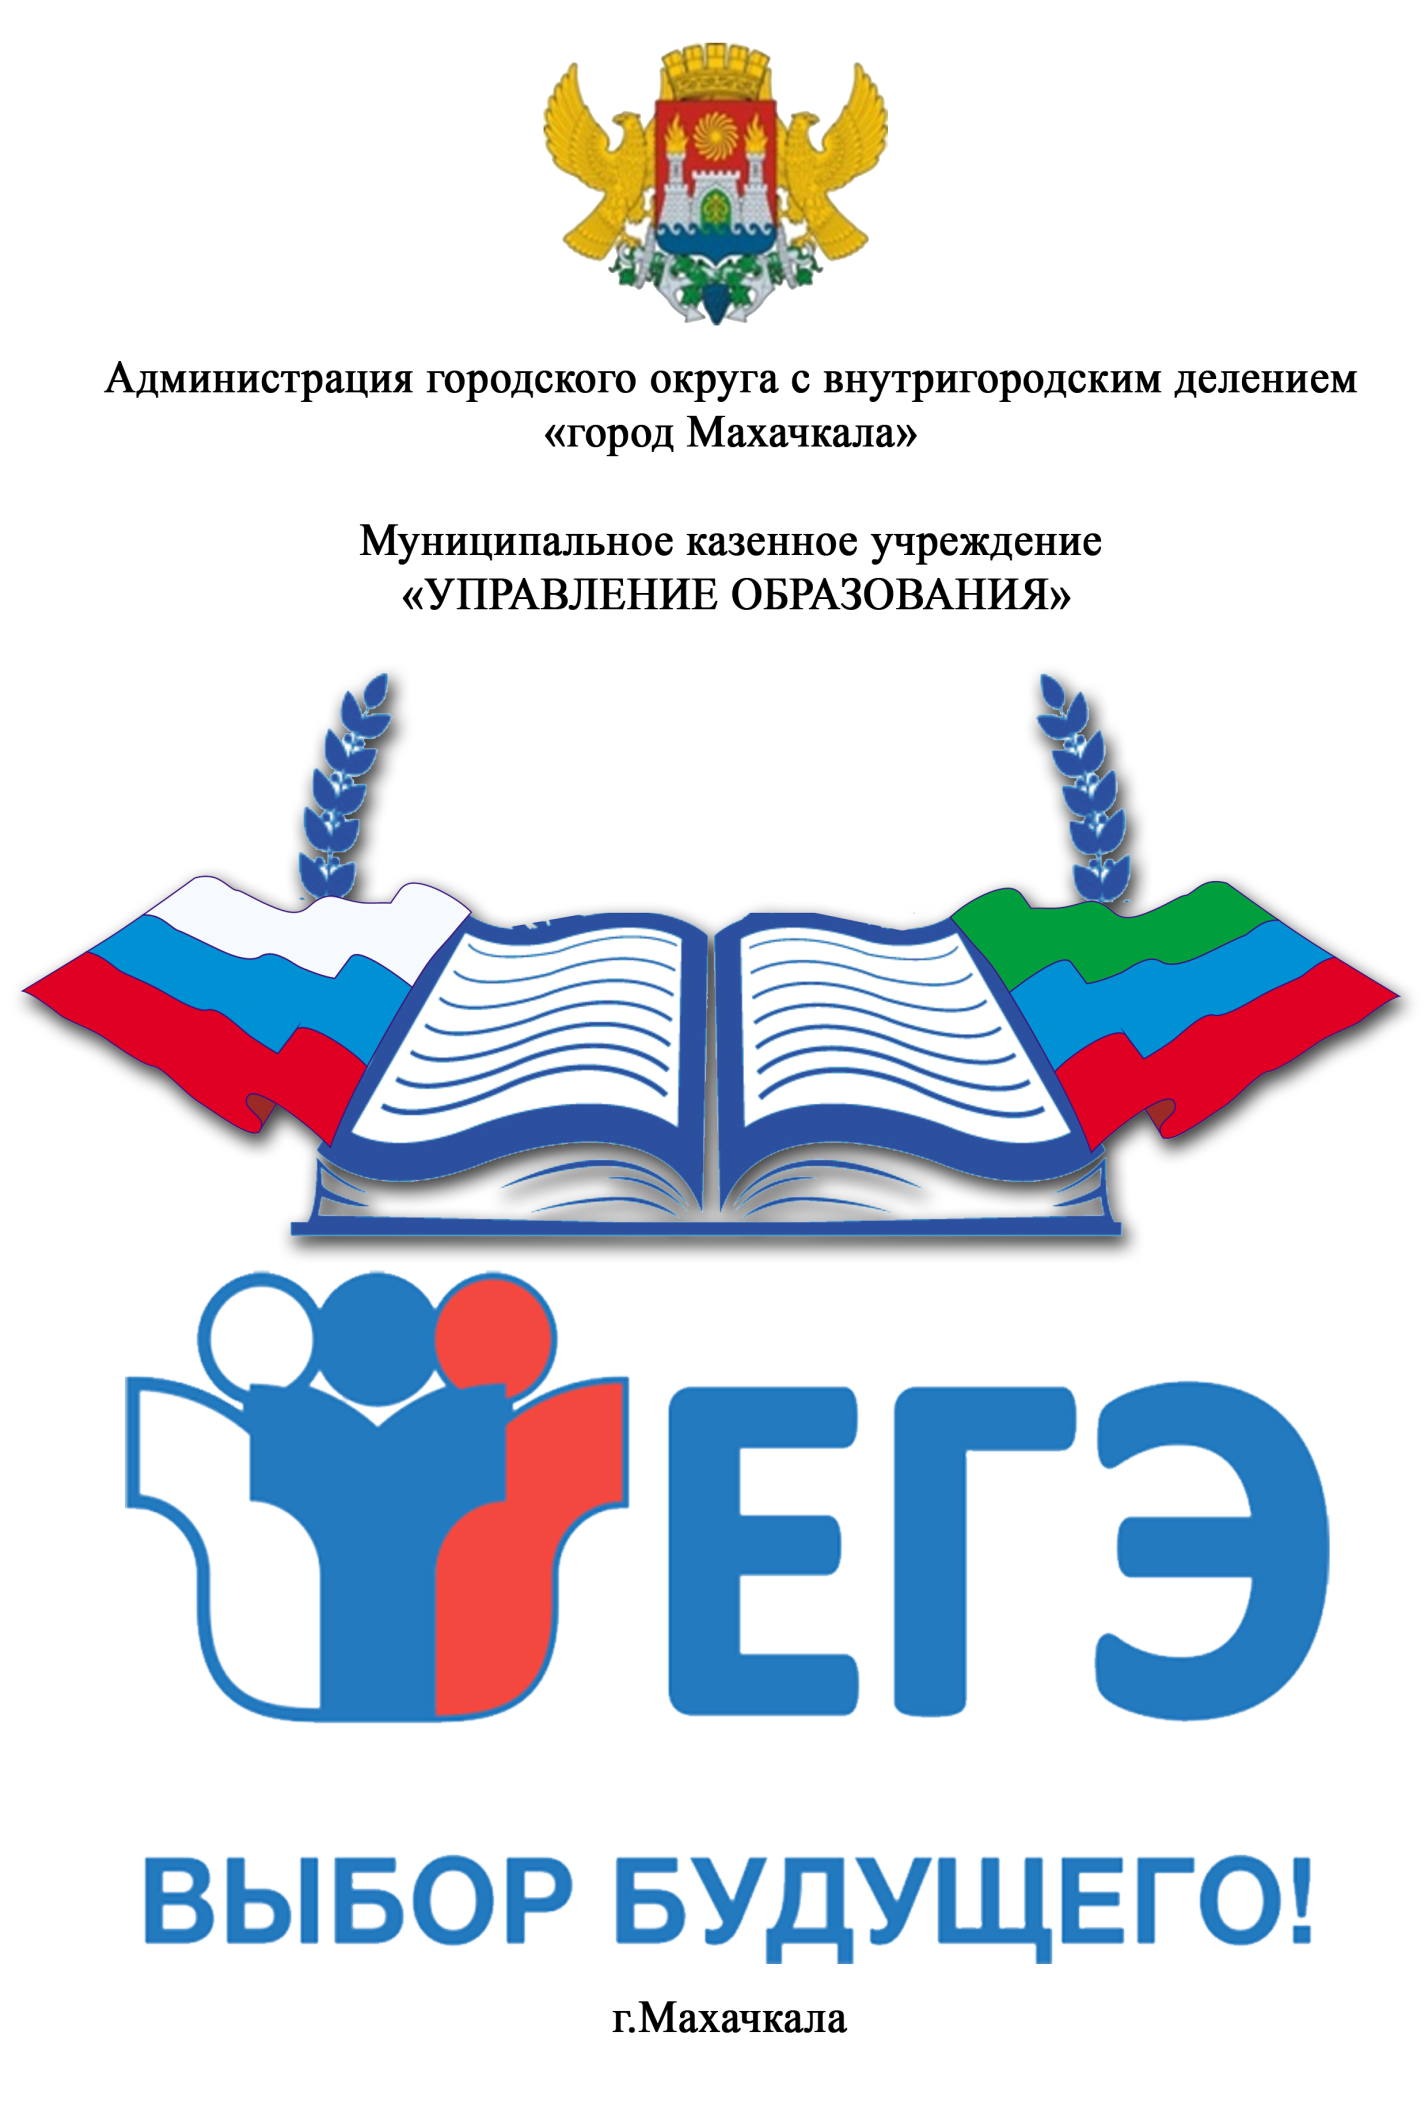 Администрация городского округа с внутригородским делением
«город Махачкала»
Муниципальное казенное учреждение
«УПРАВЛЕНИЕ ОБРАЗОВАНИЯ»
ЕГЭ
ВЫБОР БУДУЩЕГО!
г.Махачкала